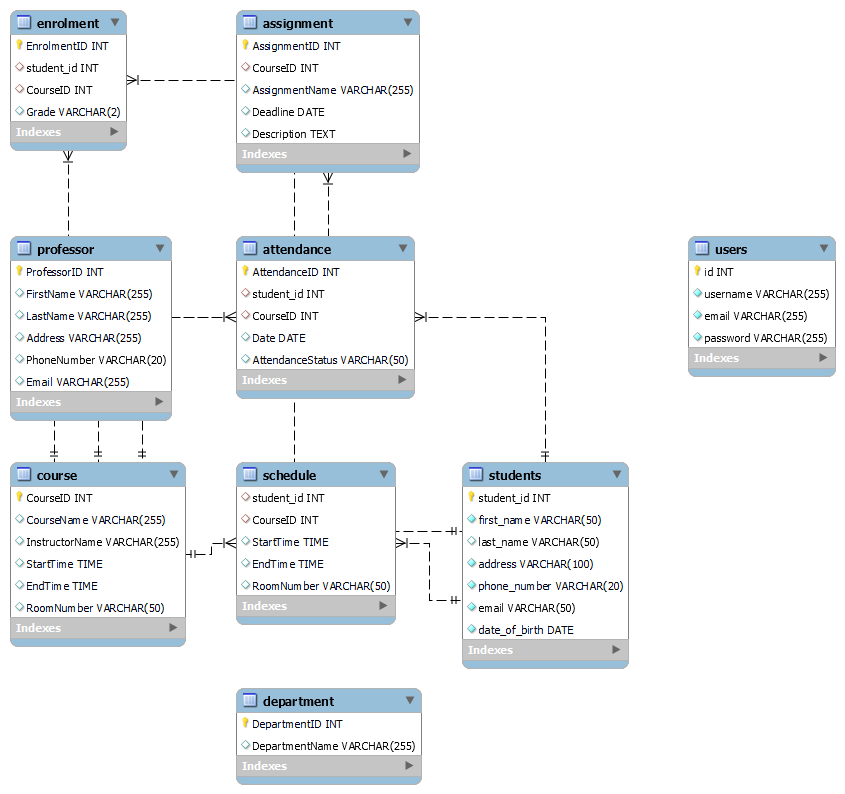 enrolment
EnrolmentID INT
student_id INT
CourseID INT
Grade VARCHAR(2)
Indexes
assignment
AssignmentID INT
CourseID INT
AssignmentName VARCHAR(255)
Deadline DATE
Description TEXT
Indexes
professor
ProfessorID INT
FirstName VARCHAR(255)
LastName VARCHAR(255)
Address VARCHAR(255)
PhoneNumber VARCHAR(20)
Email VARCHAR(255)
Indexes
attendance
AttendanceID INT
student_id INT
CourseID INT
Date DATE
AttendanceStatus VARCHAR(50)
Indexes
users
id INT
username VARCHAR(255)
email VARCHAR(255)
password VARCHAR(255)
Indexes
course
CourseID INT
CourseName VARCHAR(255)
InstructorName VARCHAR(255)
StartTime TIME
EndTime TIME
RoomNumber VARCHAR(50)
Indexes
schedule
student_id INT
CourseID INT
StartTime TIME
EndTime TIME
RoomNumber VARCHAR(50)
Indexes
students
student_id INT
first_name VARCHAR(50)
last_name VARCHAR(50)
address VARCHAR(100)
phone_number VARCHAR(20)
email VARCHAR(50)
date_of_birth DATE
Indexes
department
DepartmentID INT
DepartmentName VARCHAR(255)
Indexes